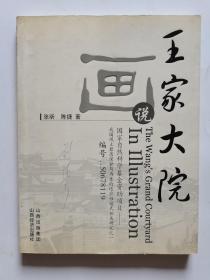 王家大院
The Wang's Grand Courtyard
In Illustration
画
说
张昕 陈捷 著
国家自然科学基金资助项目
编号：50678119
山西出版集团
山西经济出版社